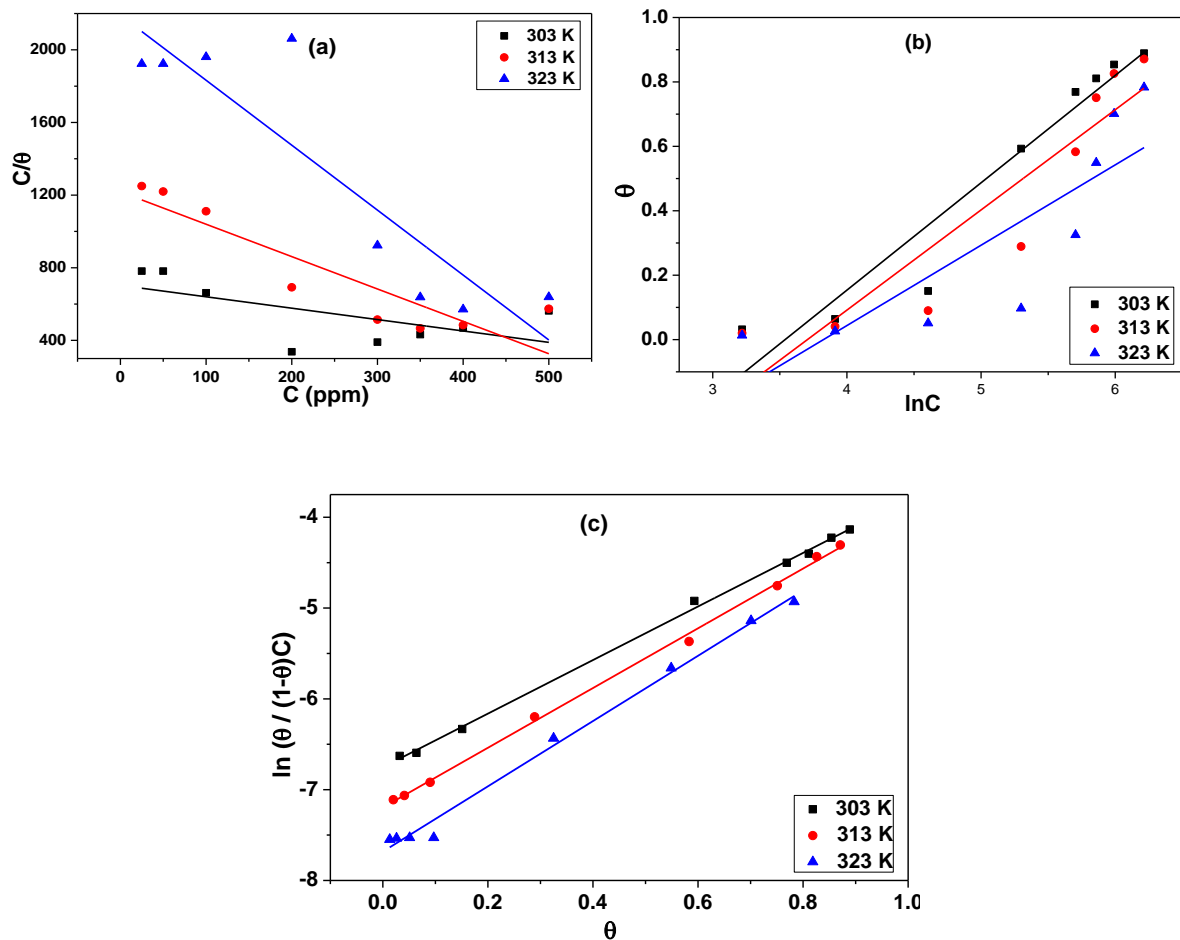 (a)
303 K
313 K
323 K
2000
1600
1200
800
400
C/θ
0
100
200
300
400
500
C (ppm)
(b)
303 K
313 K
323 K
1.0
0.8
0.6
0.4
0.2
0.0
θ
3
4
5
6
lnC
(c)
303 K
313 K
323 K
-4
-5
-6
-7
-8
ln (θ / (1-θ)C)
0.0
0.2
0.4
0.6
0.8
1.0
θ